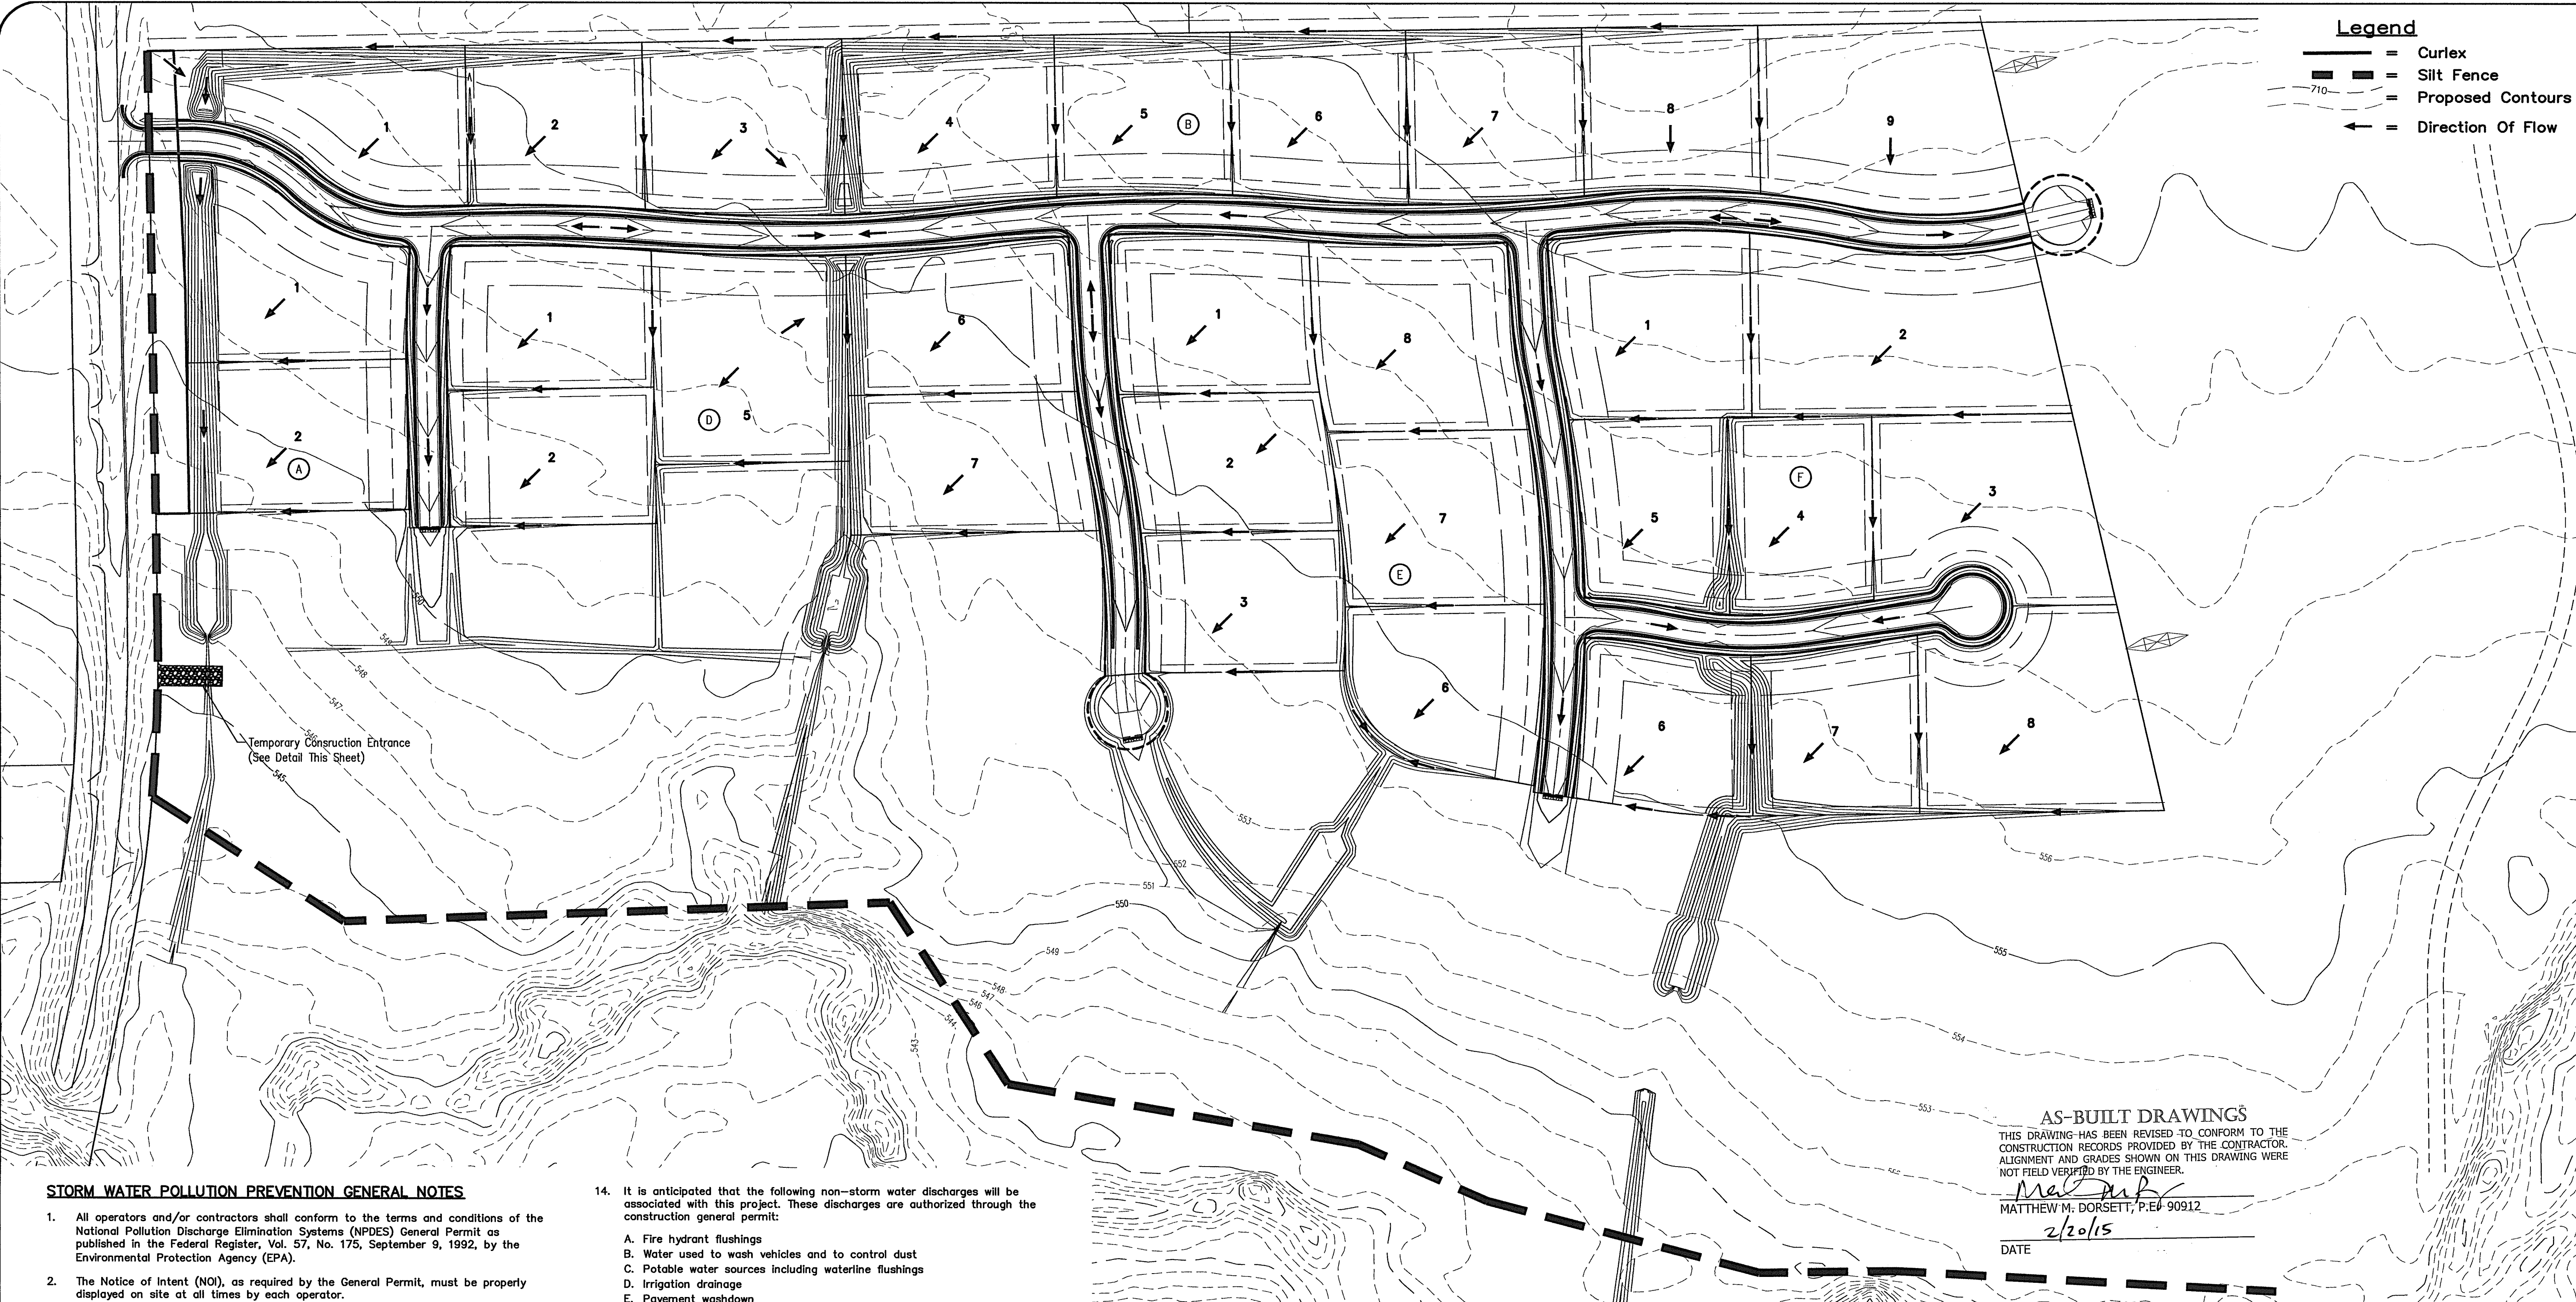 Legend
= Curlex
= Silt Fence
710
= Proposed Contours
= Direction Of Flow
1
2
3
4
5
B
6
7
8
9
1
2
A
1
2
D
5
6
7
1
2
3
E
8
7
6
1
2
F
3
4
5
6
7
8
550
549
548
547
546
545
Temporary Consruction Entrance
(See Detail This Sheet)
553
552
551
550
549
548
547
546
544
543
556
555
554
553
AS-BUILT DRAWINGS
THIS DRAWING HAS BEEN REVISED TO CONFORM TO THE
CONSTRUCTION RECORDS PROVIDED BY THE CONTRACTOR.
ALIGNMENT AND GRADES SHOWN ON THIS DRAWING WERE
NOT FIELD VERIFIED BY THE ENGINEER.
MATTHEW M. DORSETT, P.E. 90912
2/20/15
DATE
STORM WATER POLLUTION PREVENTION GENERAL NOTES
1. All operators and/or contractors shall conform to the terms and conditions of the
National Pollution Discharge Elimination Systems (NPDES) General Permit as
published in the Federal Register, Vol. 57, No. 175, September 9, 1992, by the
Environmental Protection Agency (EPA).
2. The Notice of Intent (NOI), as required by the General Permit, must be properly
displayed on site at all times by each operator.
14. It is anticipated that the following non-storm water discharges will be
associated with this project. These discharges are authorized through the
construction general permit:
A. Fire hydrant flushings
B. Water used to wash vehicles and to control dust
C. Potable water sources including waterline flushings
D. Irrigation drainage
E. Pavement washdown